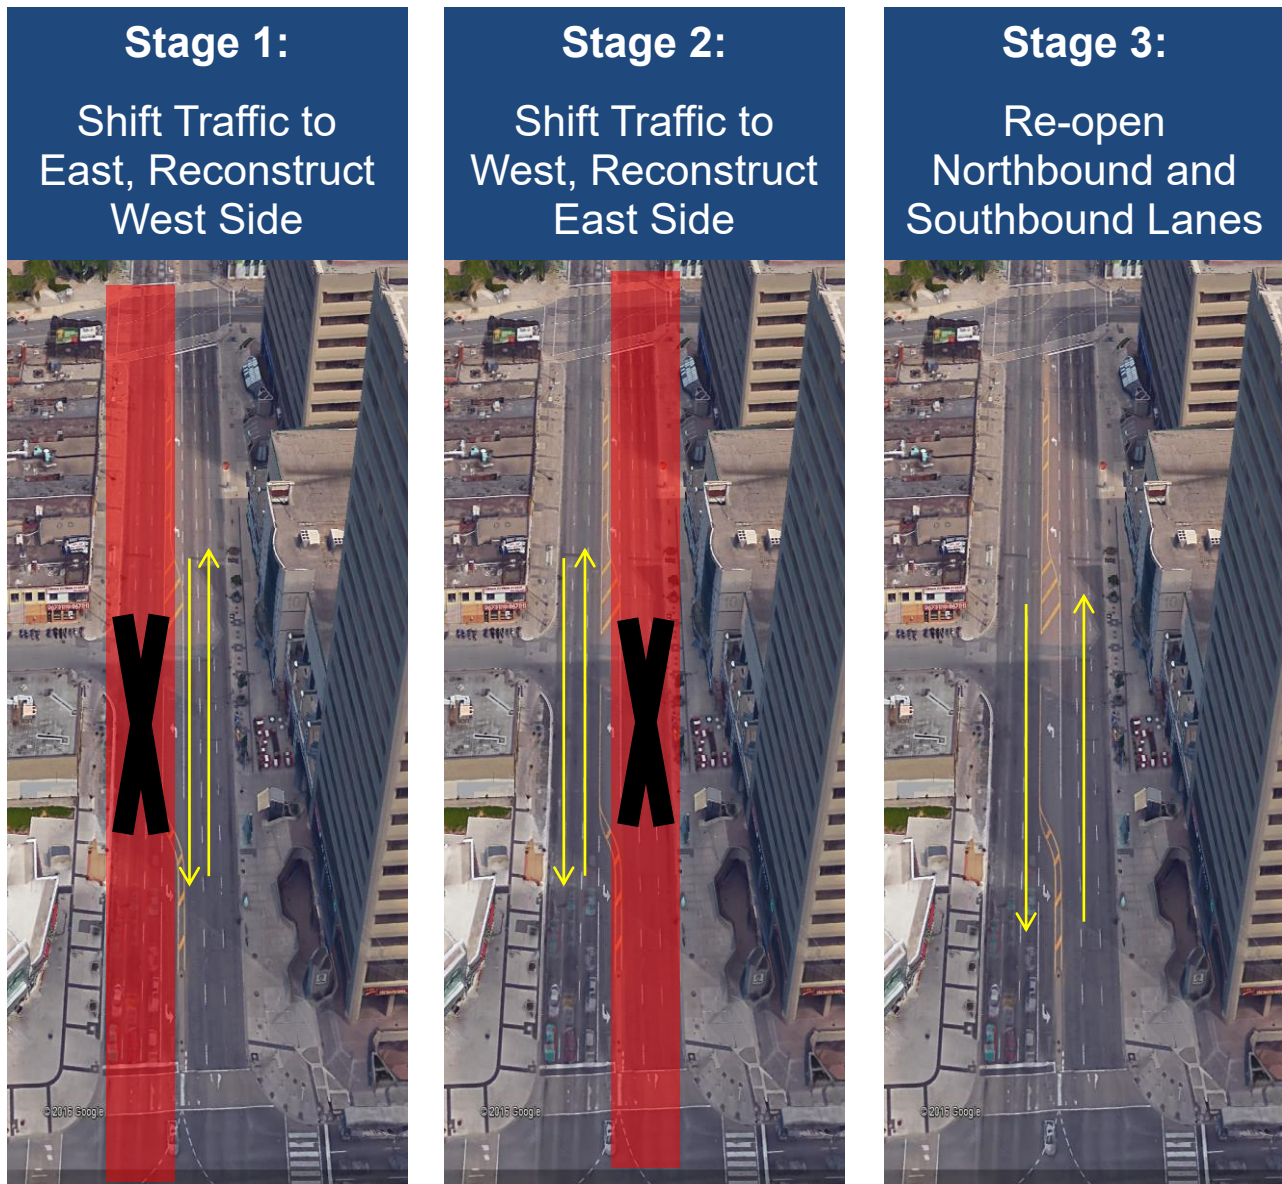 Stage 1:
Shift Traffic to
East, Reconstruct
West Side
Stage 2:
Shift Traffic to
West, Reconstruct
East Side
Stage 3:
Re-open
Northbound and
Southbound Lanes
© 2015 Google
© 2015 Google
© 2015 Google